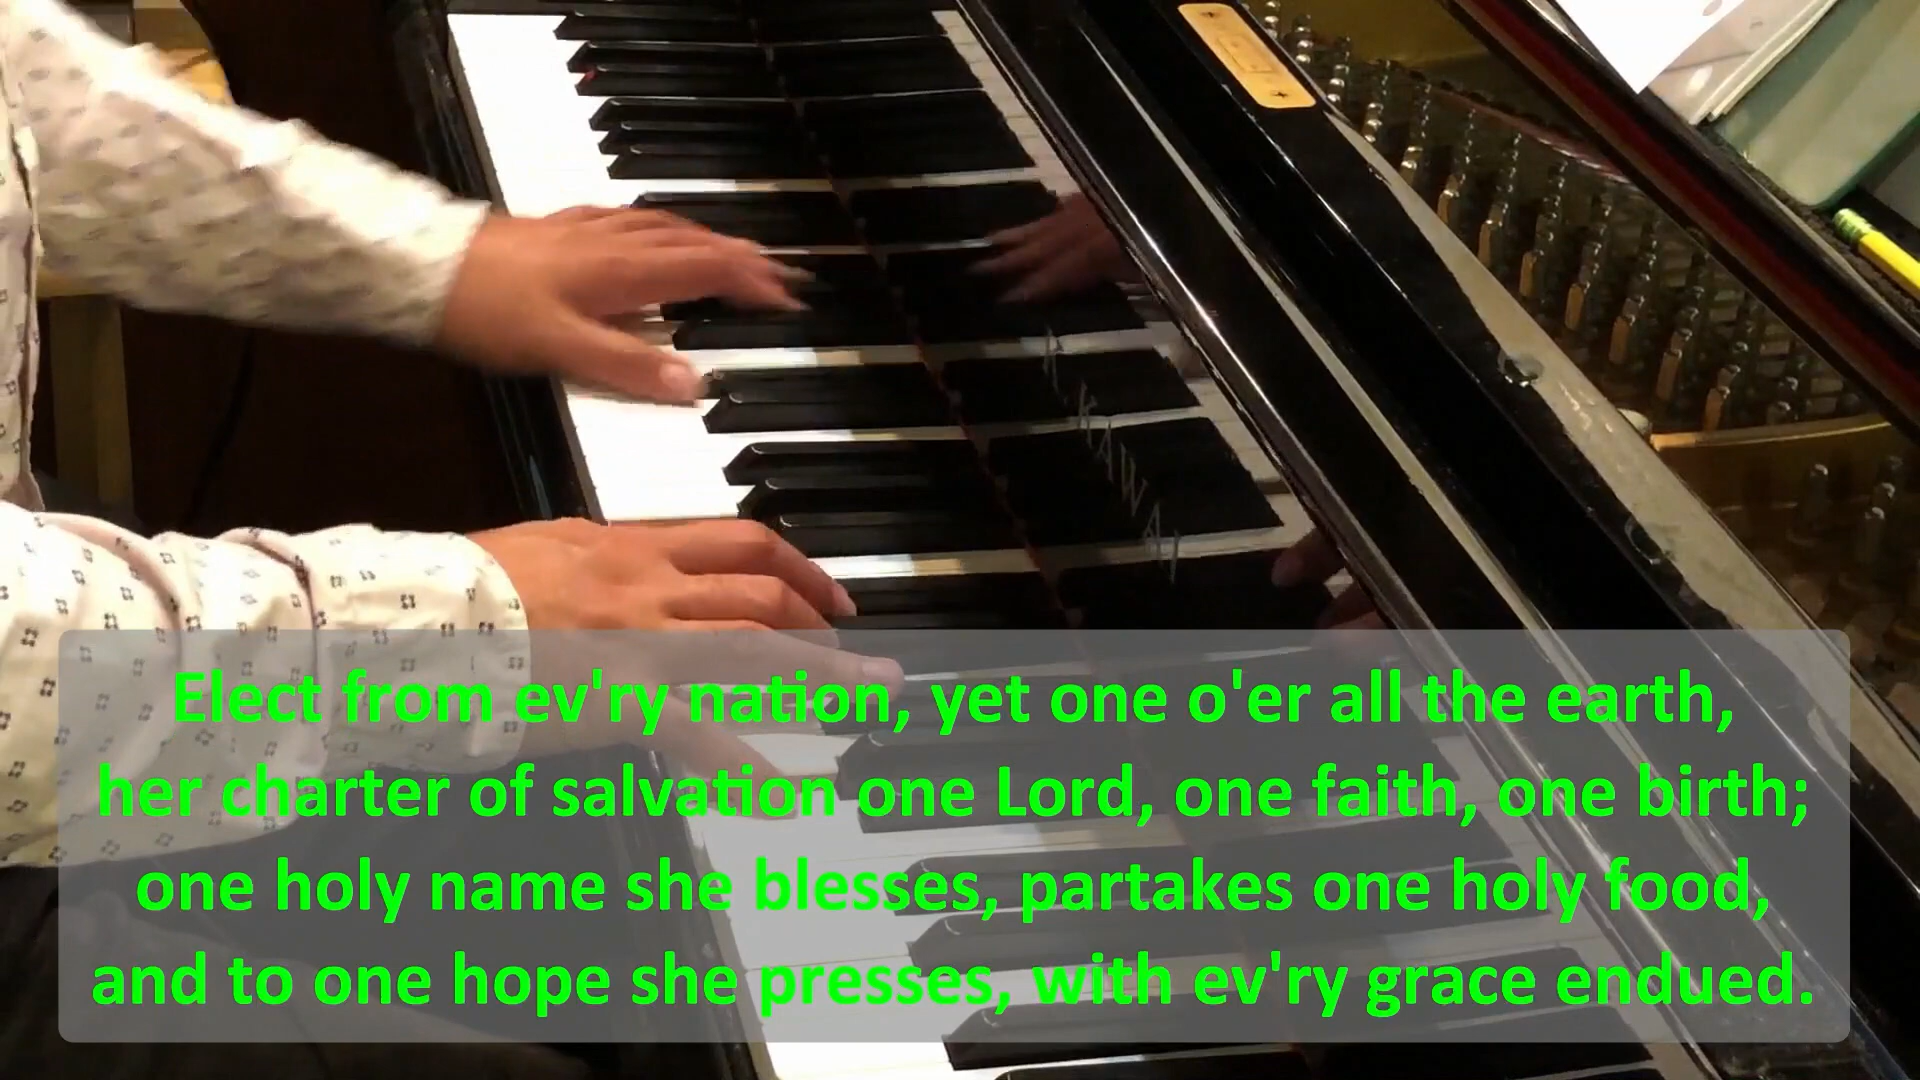 KAWAI
Elect from ev'ry nation, yet one o'er all the earth,
her charter of salvation one Lord, one faith, one birth;
one holy name she blesses, partakes one holy food,
and to one hope she presses, with ev'ry grace endued.